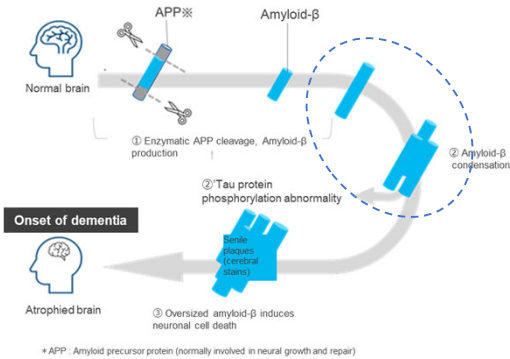 APP※
Amyloid-β
Normal brain
① Enzymatic APP cleavage, Amyloid-β
production
② Amyloid-β
condensation
②'Tau protein
phosphorylation abnormality
Onset of dementia
Senile
plaques
(cerebral
stains)
Atrophied brain
③ Oversized amyloid-β induces
neuronal cell death
＊APP : Amyloid precursor protein (normally involved in neural growth and repair)